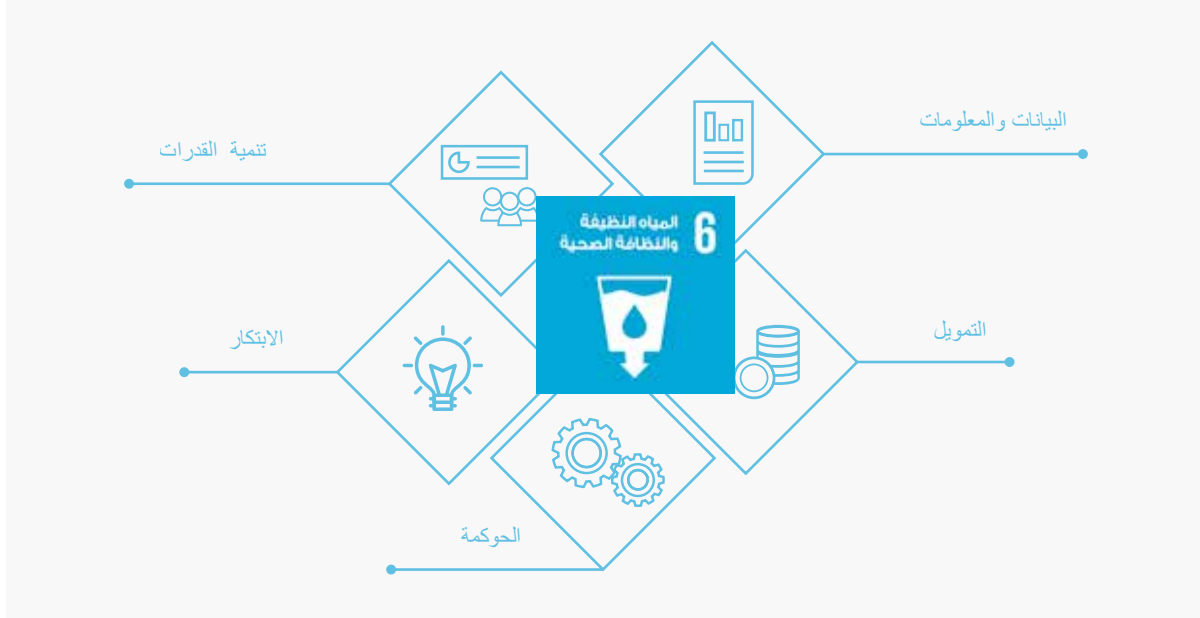 البيانات والمعلومات
تنمية القدرات
6 المياه النظيفة
والنظافة الصحية
التمويل
الابتكار
الحوكمة